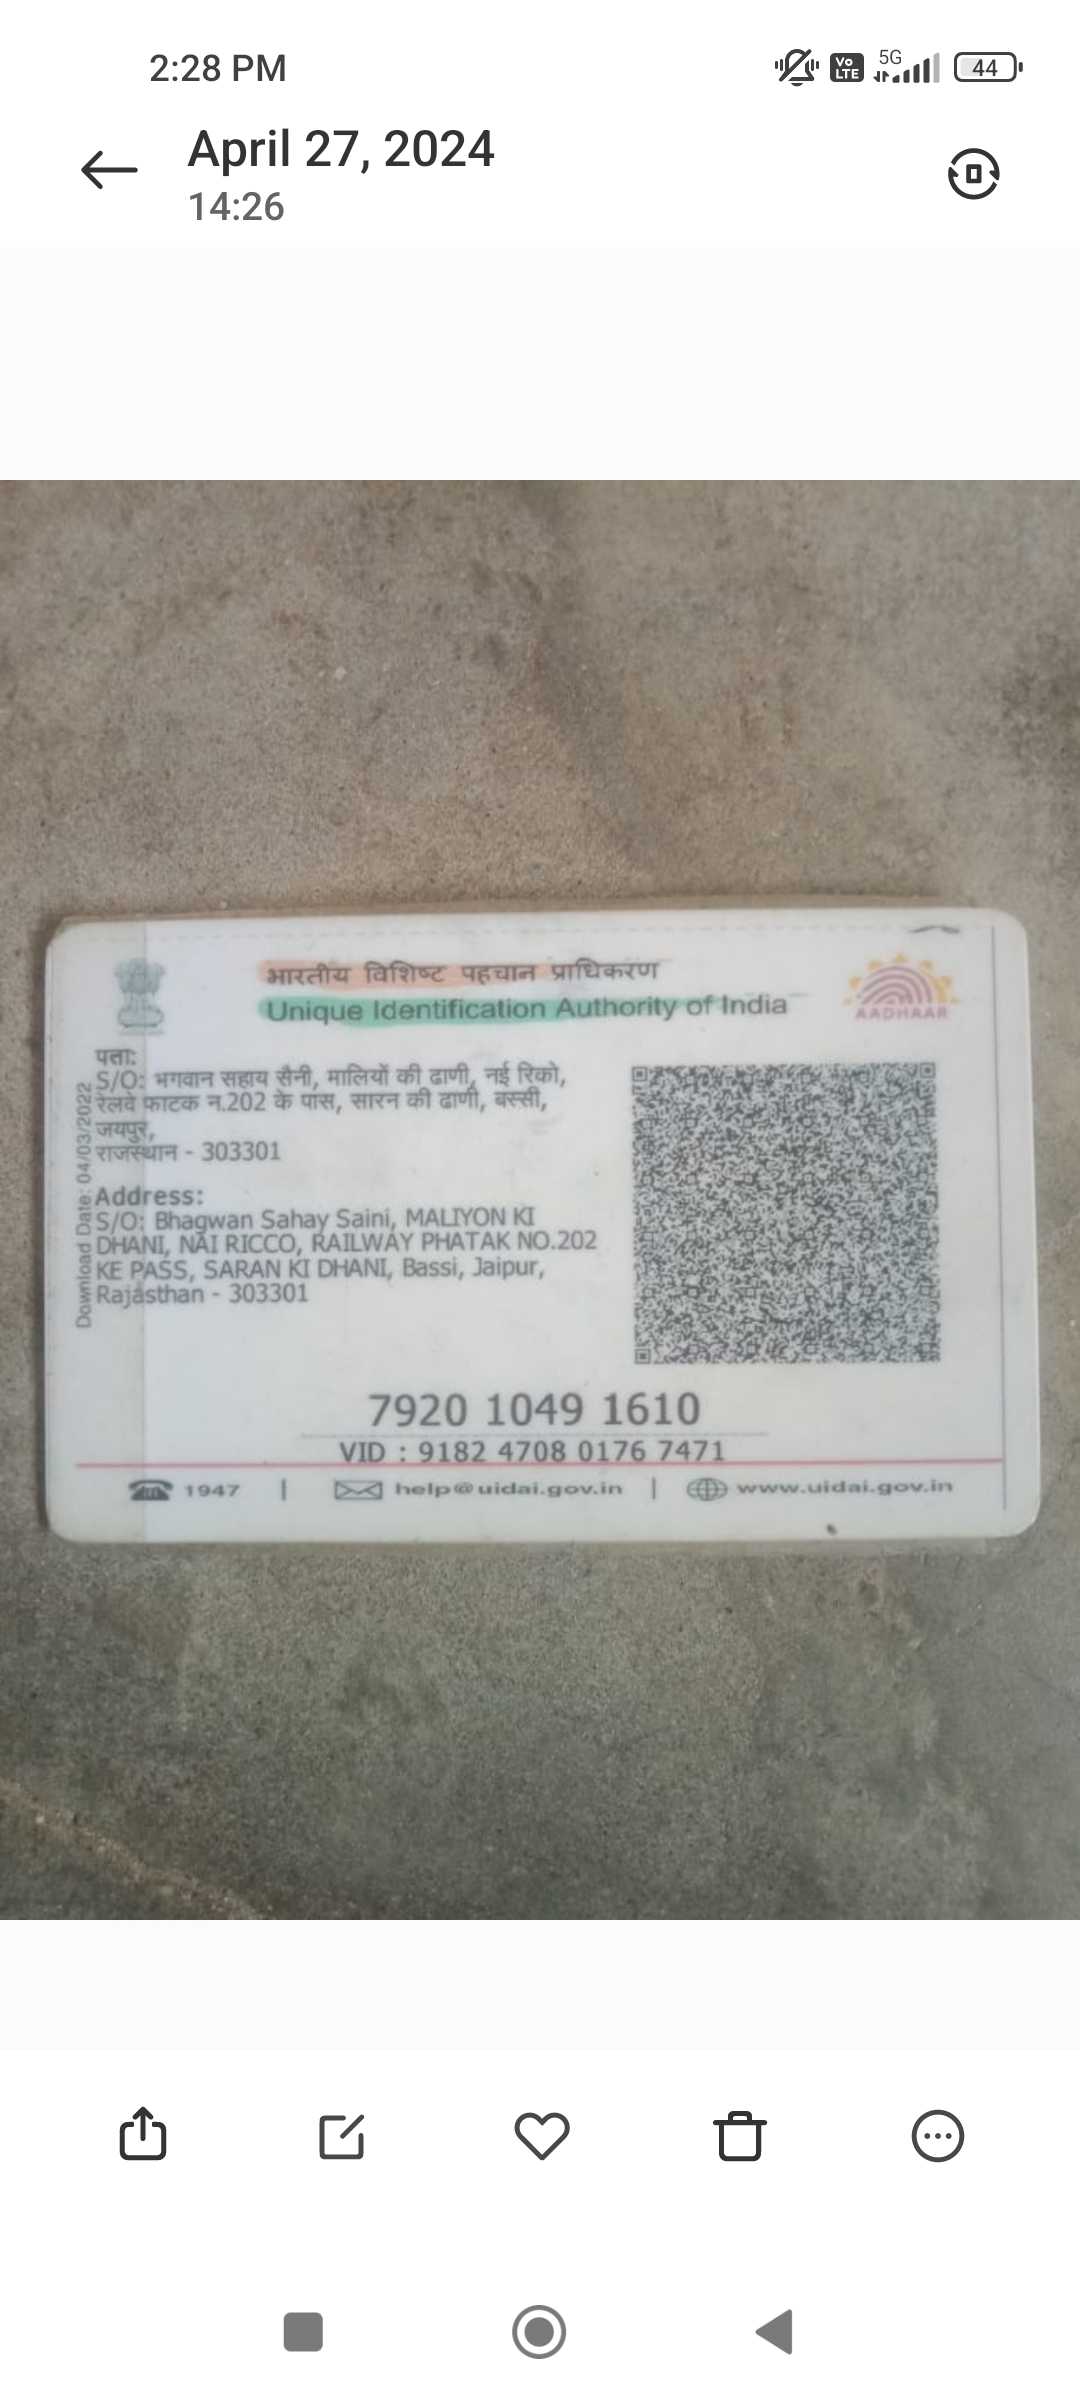 2:28 PM
Vo LTE 5G 44
April 27, 2024
14:26
भारतीय विशिष्ट पहचान प्राधिकरण
Unique Identification Authority of India
AADHAAR
पता:
S/O: भगवान सहाय सैनी, मालियों की ढाणी, नई रिको,
रेलवे फाटक न.202 के पास, सारन की ढाणी, बस्सी,
जयपुर,
राजस्थान - 303301
Download Date: 04/03/2022
Address:
S/O: Bhagwan Sahay Saini, MALIYON KI
DHANI, NAI RICCO, RAILWAY PHATAK NO.202
KE PASS, SARAN KI DHANI, Bassi, Jaipur,
Rajasthan - 303301
7920 1049 1610
VID : 9182 4708 0176 7471
1947 | help@uidai.gov.in | www.uidai.gov.in